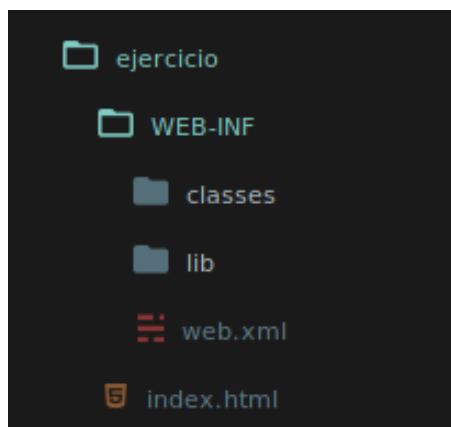 ejercicio
WEB-INF
classes
lib
web.xml
index.html